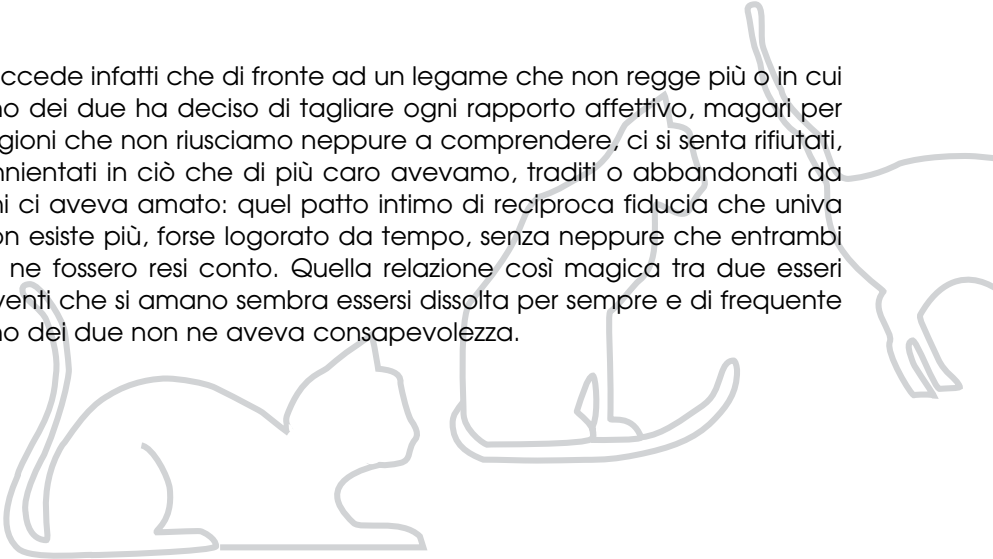 ccede infatti che di fronte ad un legame che non regge più o in cui
no dei due ha deciso di tagliare ogni rapporto affettivo, magari per
gioni che non riusciamo neppure a comprendere, ci si senta rifiutati,
nnientati in ciò che di più caro avevamo, traditi o abbandonati da
ni ci aveva amato: quel patto intimo di reciproca fiducia che univa
on esiste più, forse logorato da tempo, senza neppure che entrambi
ne fossero resi conto. Quella relazione così magica tra due esseri
venti che si amano sembra essersi dissolta per sempre e di frequente
no dei due non ne aveva consapevolezza.